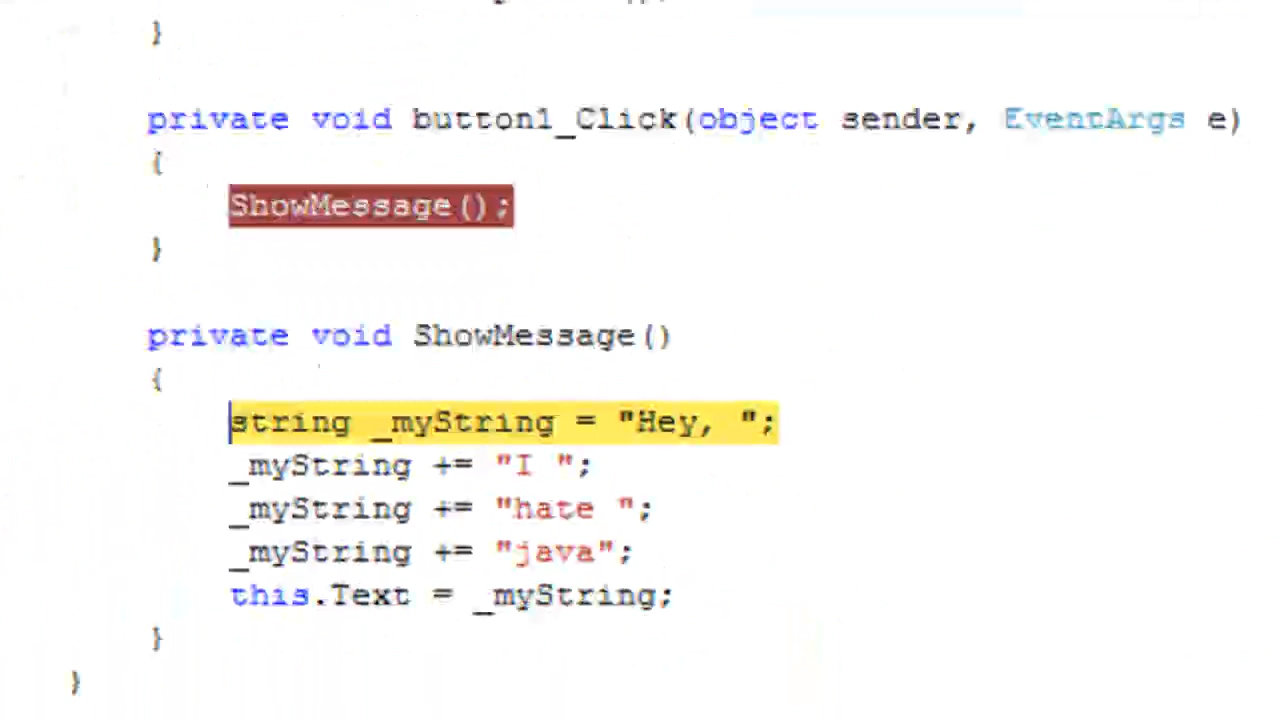 }
private void button1_Click(object sender, EventArgs e)
{
ShowMessage();
}
private void ShowMessage()
{
string _myString = "Hey, ";
_myString += "I ";
_myString += "hate ";
_myString += "java";
this.Text = _myString;
}
}